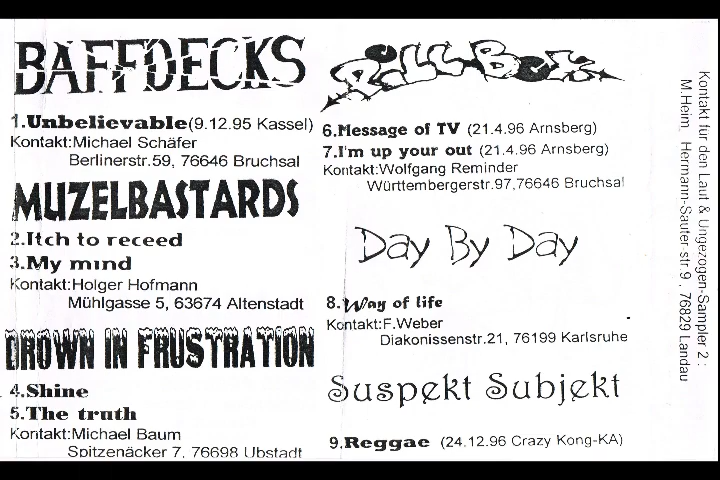 BAFFDECKS
1.Unbelievable(9.12.95 Kassel)
Kontakt:Michael Schäfer
Berlinerstr.59, 76646 Bruchsal
MUZELBASTARDS
2.Itch to receed
3.My mind
Kontakt:Holger Hofmann
Mühlgasse 5, 63674 Altenstadt
DROWN IN FRUSTRATION
4.Shine
5.The truth
Kontakt:Michael Baum
Spitzenäcker 7, 76698 Ubstadt
Pill-Box
6.Message of TV (21.4.96 Arnsberg)
7.I'm up your out (21.4.96 Arnsberg)
Kontakt:Wolfgang Reminder
Württembergerstr.97,76646 Bruchsal
Day By Day
8.Way of life
Kontakt:F.Weber
Diakonissenstr.21, 76199 Karlsruhe
Suspekt Subjekt
9.Reggae (24.12.96 Crazy Kong-KA)
Kontakt für den Laut & Ungezogen-Sampler 2 :
M.Heim, Hermann-Sauter-str.9 , 76829 Landau